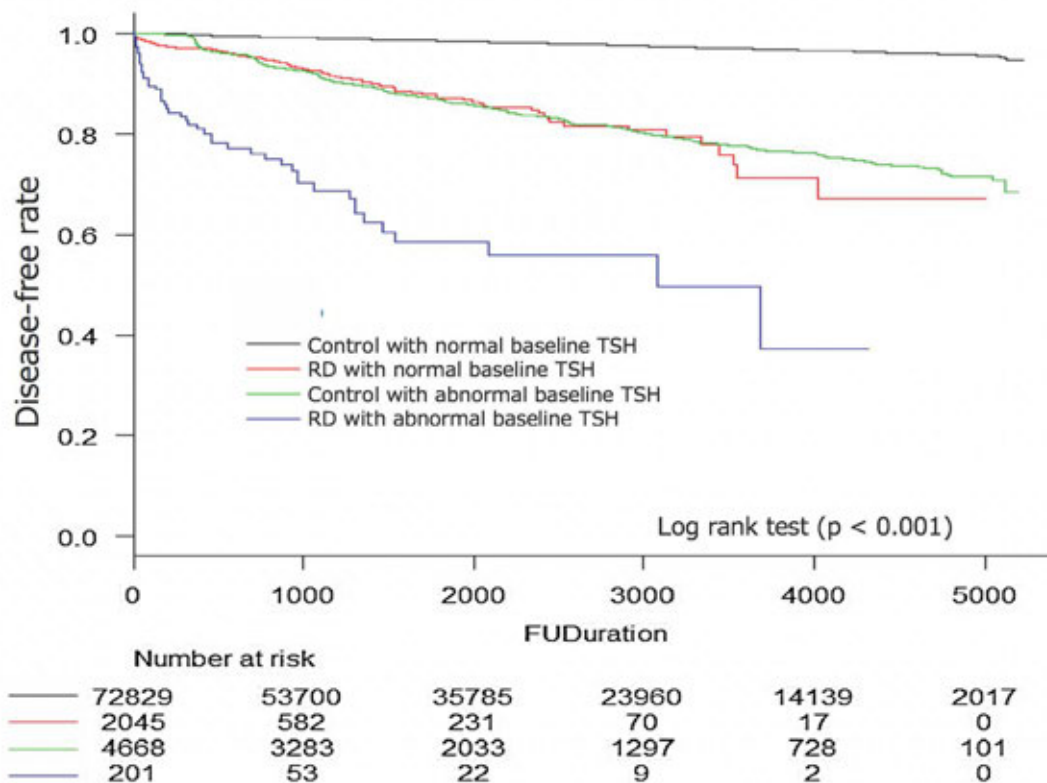 1.0
0.8
0.6
0.4
0.2
0.0
Disease-free rate
Control with normal baseline TSH
RD with normal baseline TSH
Control with abnormal baseline TSH
RD with abnormal baseline TSH
Log rank test (p < 0.001)
0 1000 2000 3000 4000 5000
FUDuration
Number at risk
72829 53700 35785 23960 14139 2017
2045 582 231 70 17 0
4668 3283 2033 1297 728 101
201 53 22 9 2 0